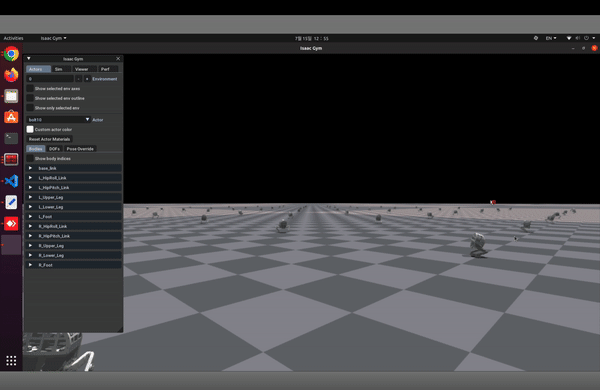 Activities
Isaac Gym
7월 15일 12 : 55
EN
Isaac Gym
Isaac Gym
Actors Sim Viewer Perf
0 - + Environment
Show selected env axes
Show selected env outline
Show only selected env
bolt10 Actor
Custom actor color
Reset Actor Materials
Bodies DOFs Pose Override
Show body indices
base_link
L_HipRoll_Link
L_HipPitch_Link
L_Upper_Leg
L_Lower_Leg
L_Foot
R_HipRoll_Link
R_HipPitch_Link
R_Upper_Leg
R_Lower_Leg
R_Foot